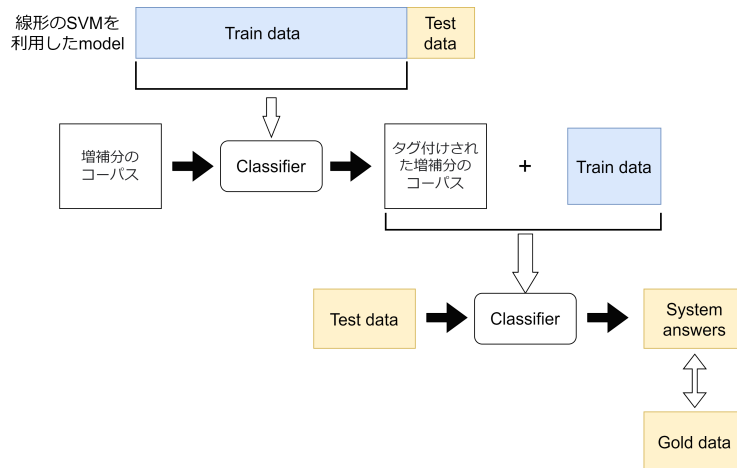 線形のSVMを
利用したmodel
Train data
Test
data
増補分の
コーパス
Classifier
タグ付けされ
た増補分の
コーパス
+
Train data
Test data
Classifier
System
answers
Gold data